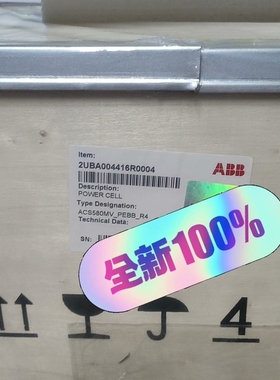 Item:
2UBA004416R0004
ABB
Description:
POWER CELL
Type Designation:
ACS580MV_PEBB_R4
Technical Data:
SN:
全新100%
4